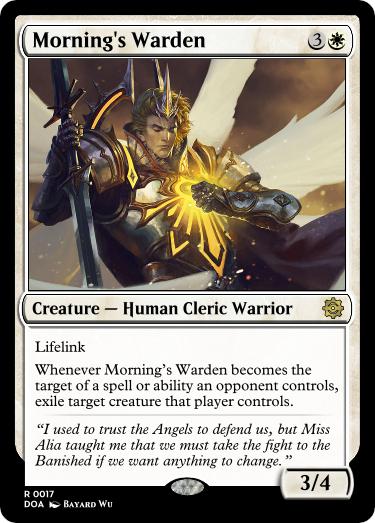 Morning's Warden 3
Creature — Human Cleric Warrior
Lifelink
Whenever Morning's Warden becomes the
target of a spell or ability an opponent controls,
exile target creature that player controls.
“I used to trust the Angels to defend us, but Miss
Alia taught me that we must take the fight to the
Banished if we want anything to change.”
3/4
R 0017
DOA Bayard Wu